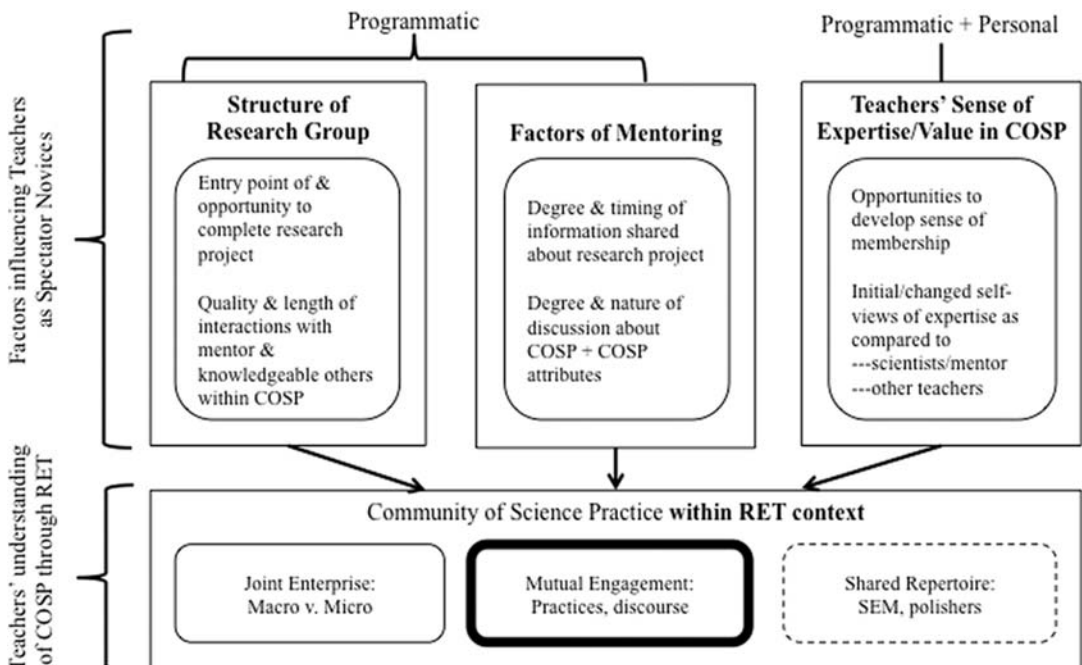 Programmatic
Programmatic + Personal
Factors influencing Teachers
as Spectator Novices
Structure of
Research Group
Entry point of &
opportunity to
complete research
project
Quality & length of
interactions with
mentor &
knowledgeable others
within COSP
Factors of Mentoring
Degree & timing of
information shared
about research project
Degree & nature of
discussion about
COSP + COSP
attributes
Teachers’ Sense of
Expertise/Value in COSP
Opportunities to
develop sense of
membership
Initial/changed self-
views of expertise as
compared to
---scientists/mentor
---other teachers
Teachers’ understanding
of COSP through RET
Community of Science Practice within RET context
Joint Enterprise:
Macro v. Micro
Mutual Engagement:
Practices, discourse
Shared Repertoire:
SEM, polishers